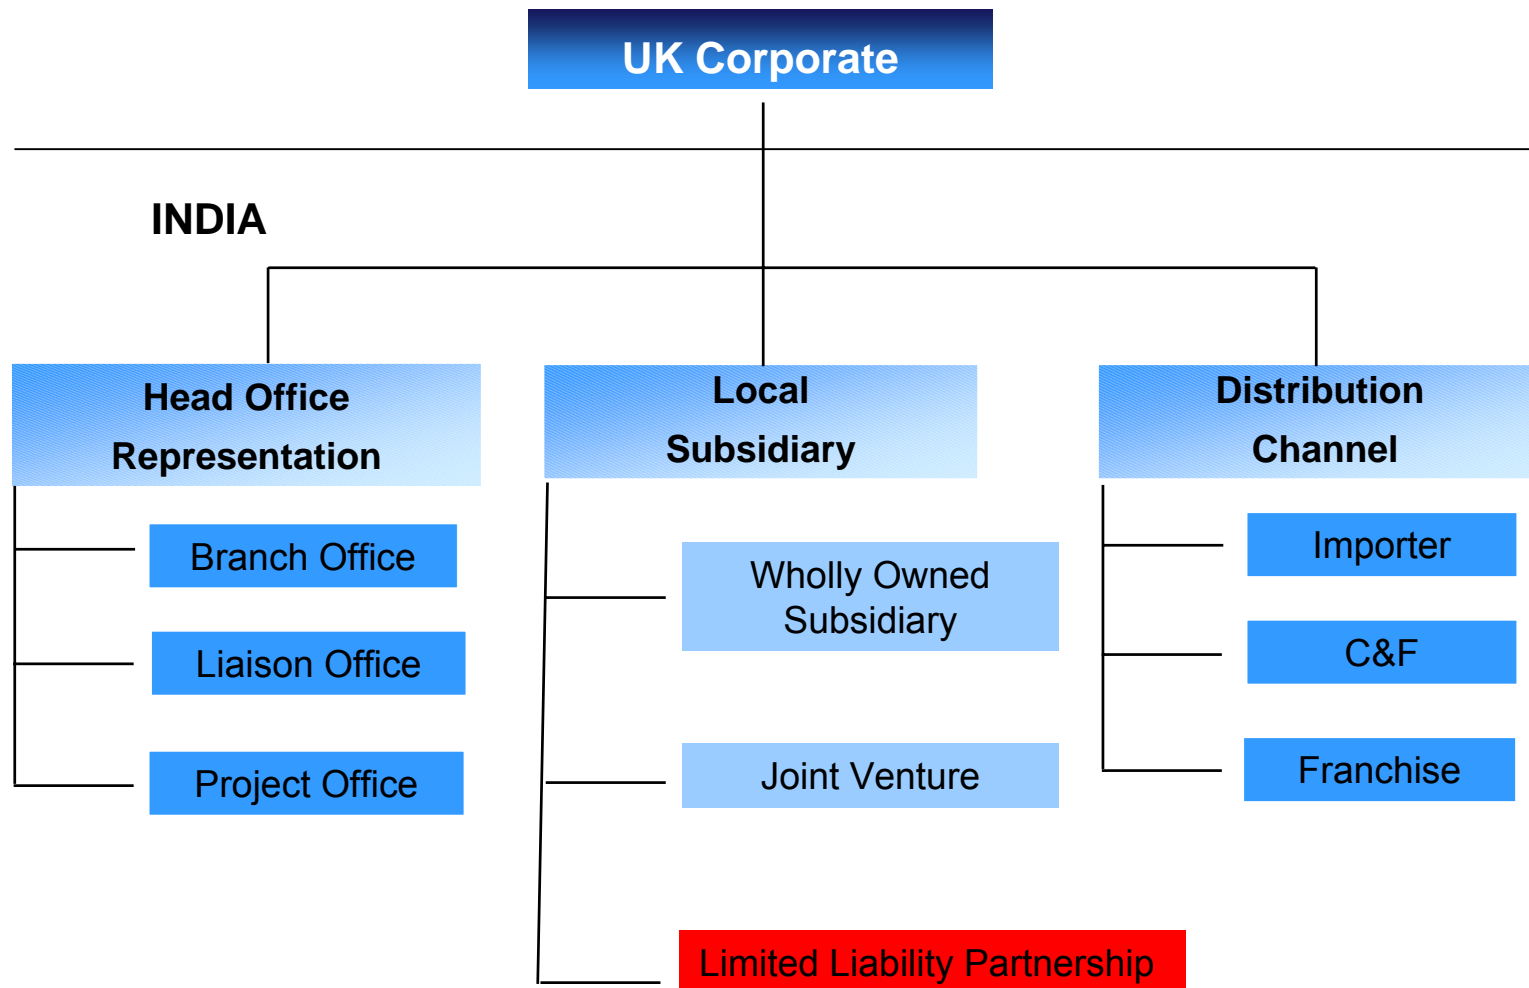 UK Corporate
INDIA
Head Office
Representation
Branch Office
Liaison Office
Project Office
Local
Subsidiary
Wholly Owned
Subsidiary
Joint Venture
Limited Liability Partnership
Distribution
Channel
Importer
C&F
Franchise